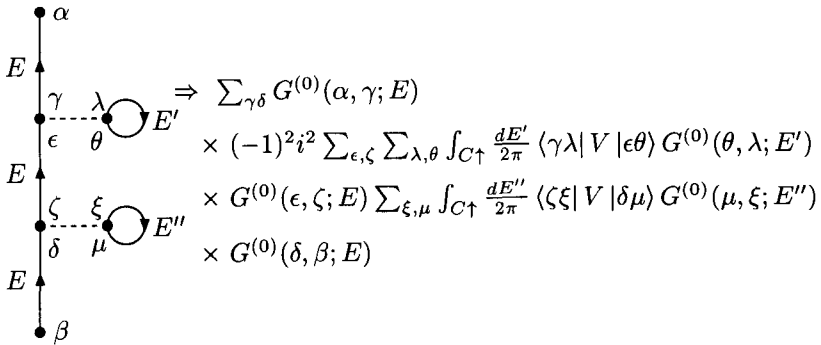 α
E
γ λ
ϵ θ E′
E
ζ ξ
δ μ E″
E
β
⇒ ∑_{γδ} G^{(0)}(α, γ; E)
× (−1)^2 i^2 ∑_{ϵ,ζ} ∑_{λ,θ} ∫_{C↑} dE′/2π ⟨γλ| V |ϵθ⟩ G^{(0)}(θ, λ; E′)
× G^{(0)}(ϵ, ζ; E) ∑_{ξ,μ} ∫_{C↑} dE″/2π ⟨ζξ| V |δμ⟩ G^{(0)}(μ, ξ; E″)
× G^{(0)}(δ, β; E)